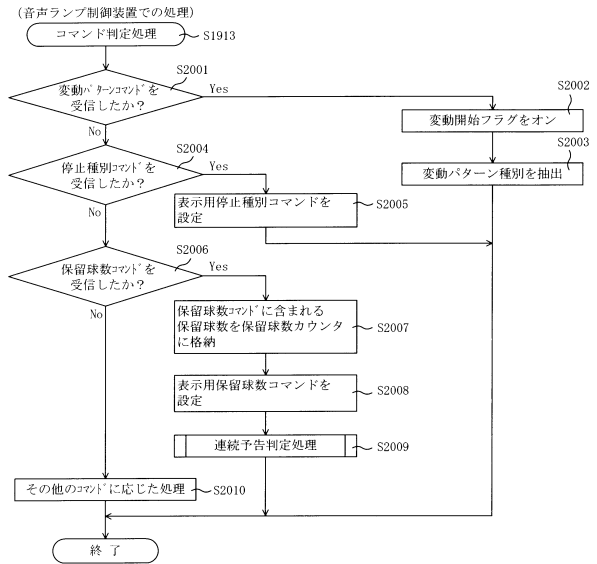 （音声ランプ制御装置での処理）
コマンド判定処理
S1913
S2001
変動ﾊﾟﾀｰﾝｺﾏﾝﾄﾞを
受信したか？
Yes
No
S2002
変動開始フラグをオン
S2003
変動パターン種別を抽出
S2004
停止種別ｺﾏﾝﾄﾞを
受信したか？
Yes
No
表示用停止種別コマンドを
設定
S2005
S2006
保留球数ｺﾏﾝﾄﾞを
受信したか？
Yes
No
保留球数ｺﾏﾝﾄﾞに含まれる
保留球数を保留球数カウンタ
に格納
S2007
表示用保留球数コマンドを
設定
S2008
連続予告判定処理
S2009
その他のｺﾏﾝﾄﾞに応じた処理
S2010
終 了